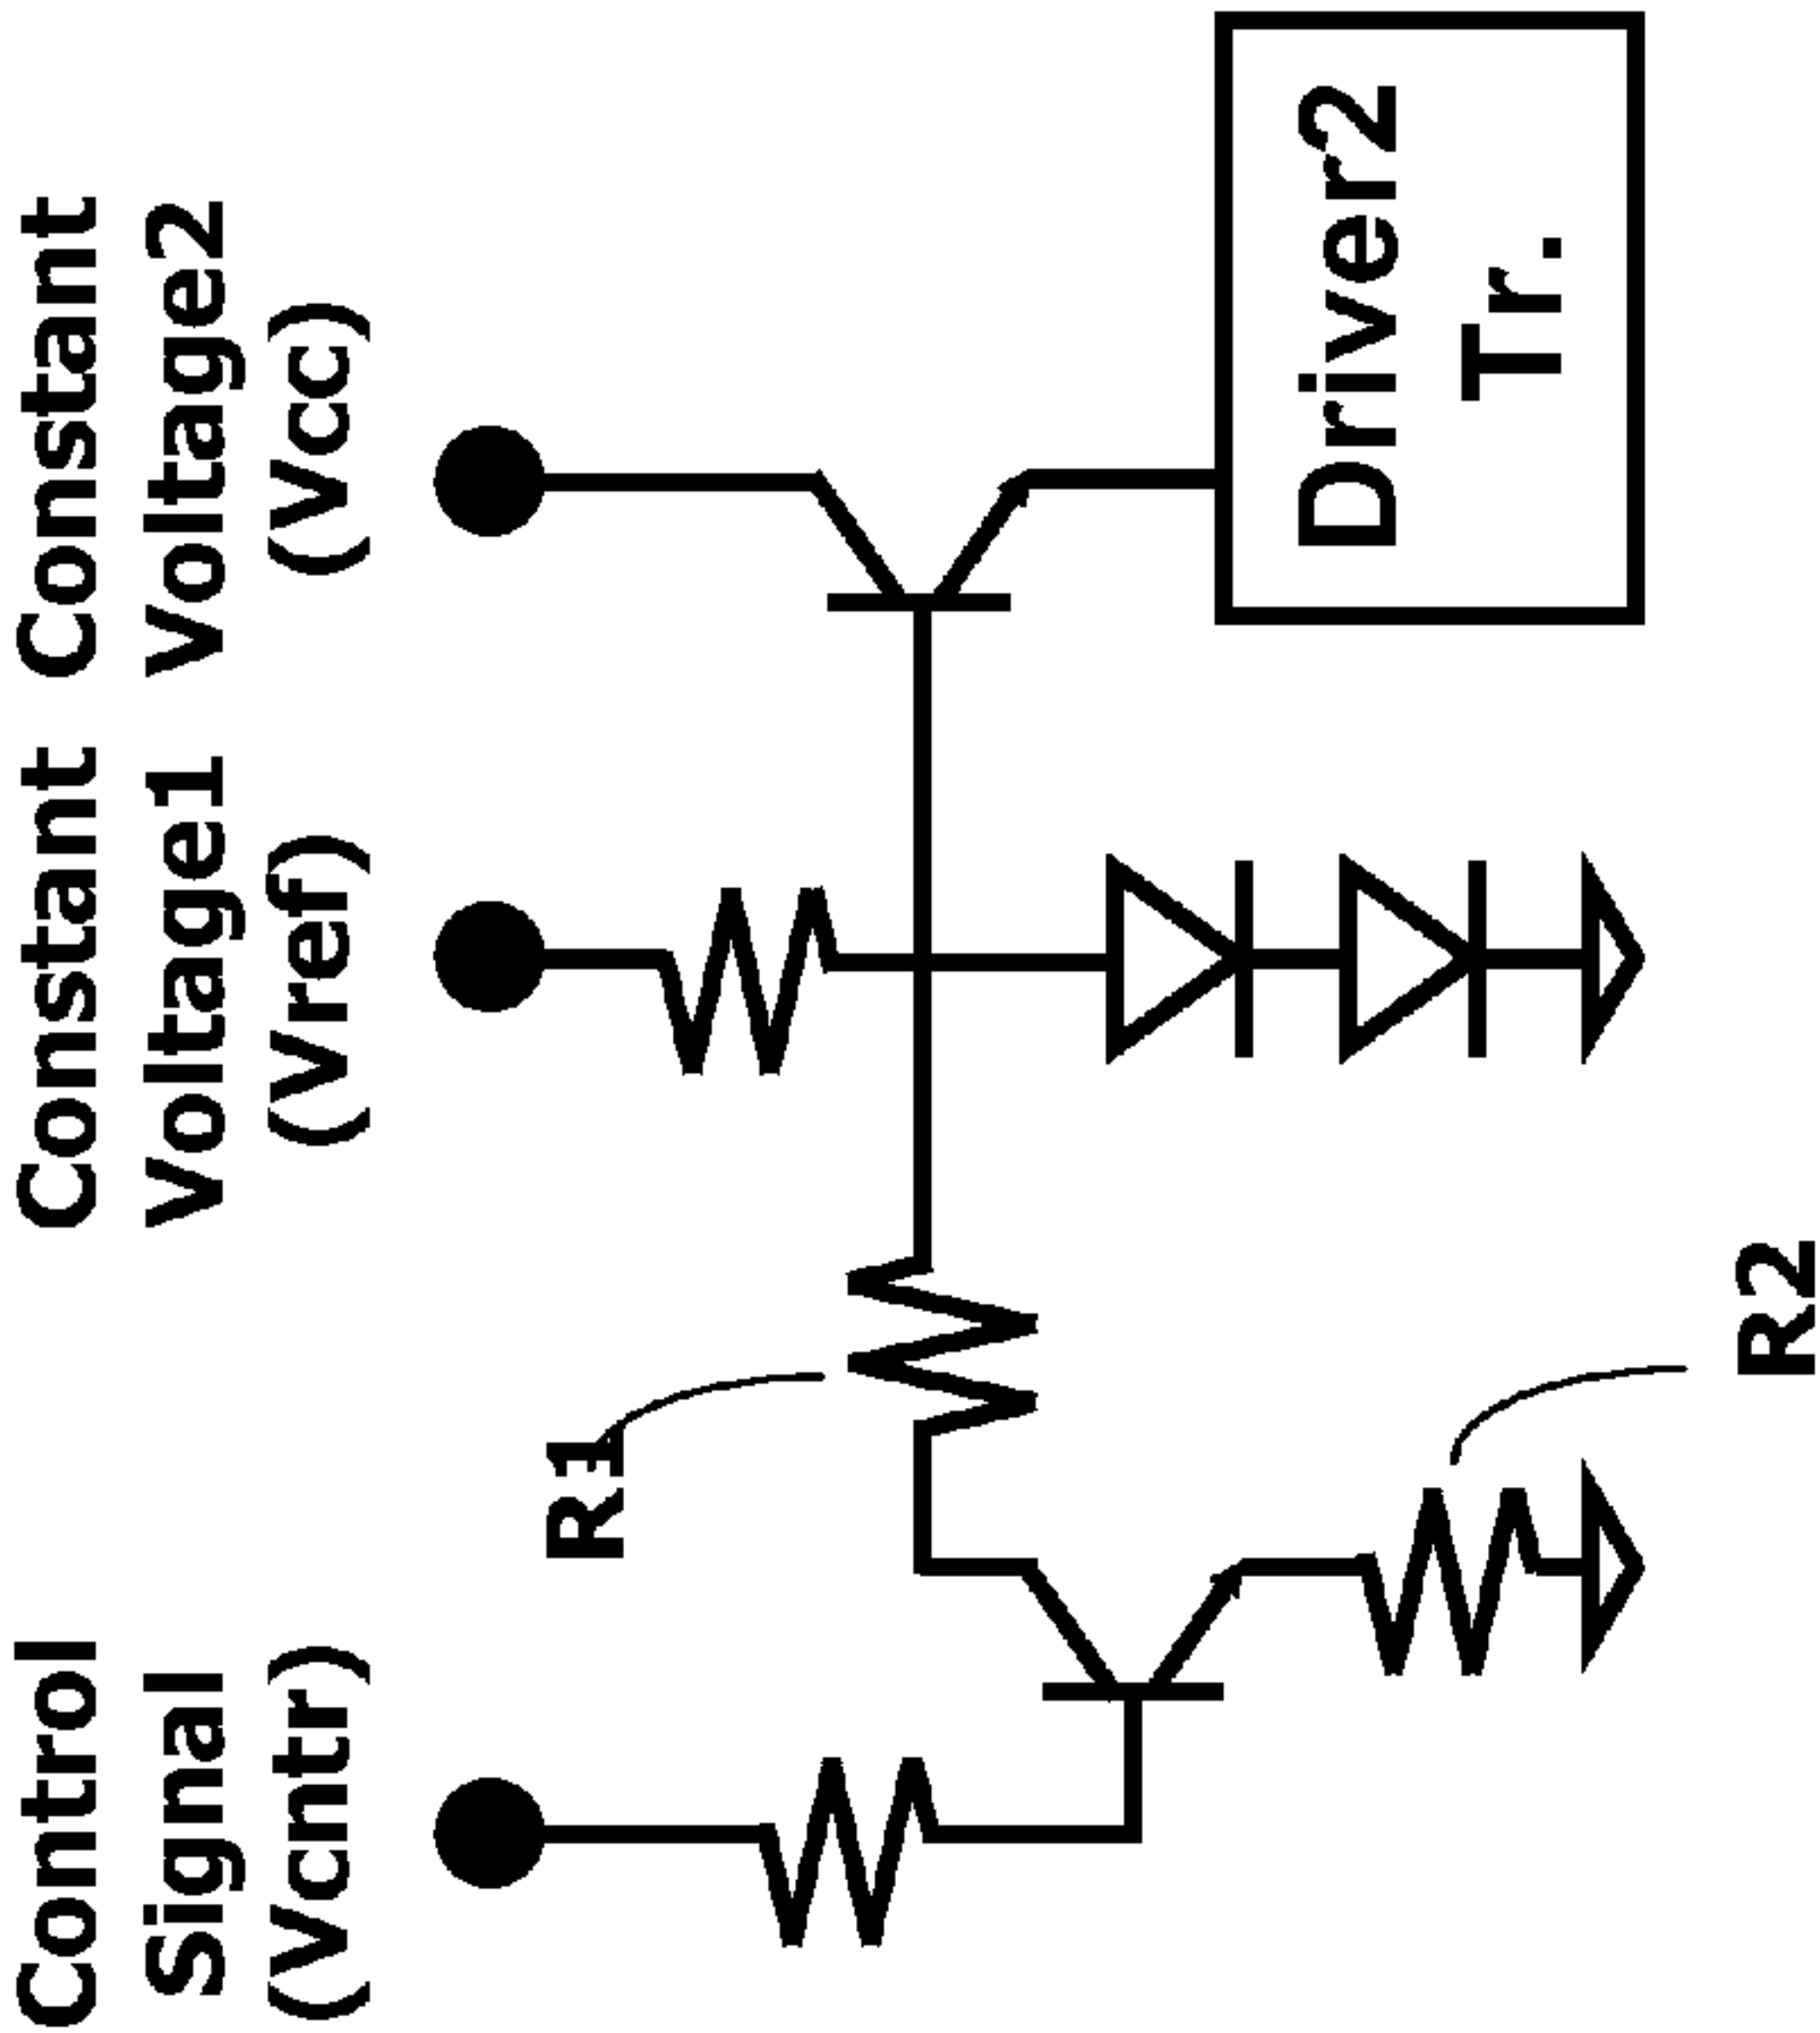 Control
Signal
(Vcntr)
Constant
Voltage1
(Vref)
Constant
Voltage2
(Vcc)
R1
R2
Driver2
Tr.